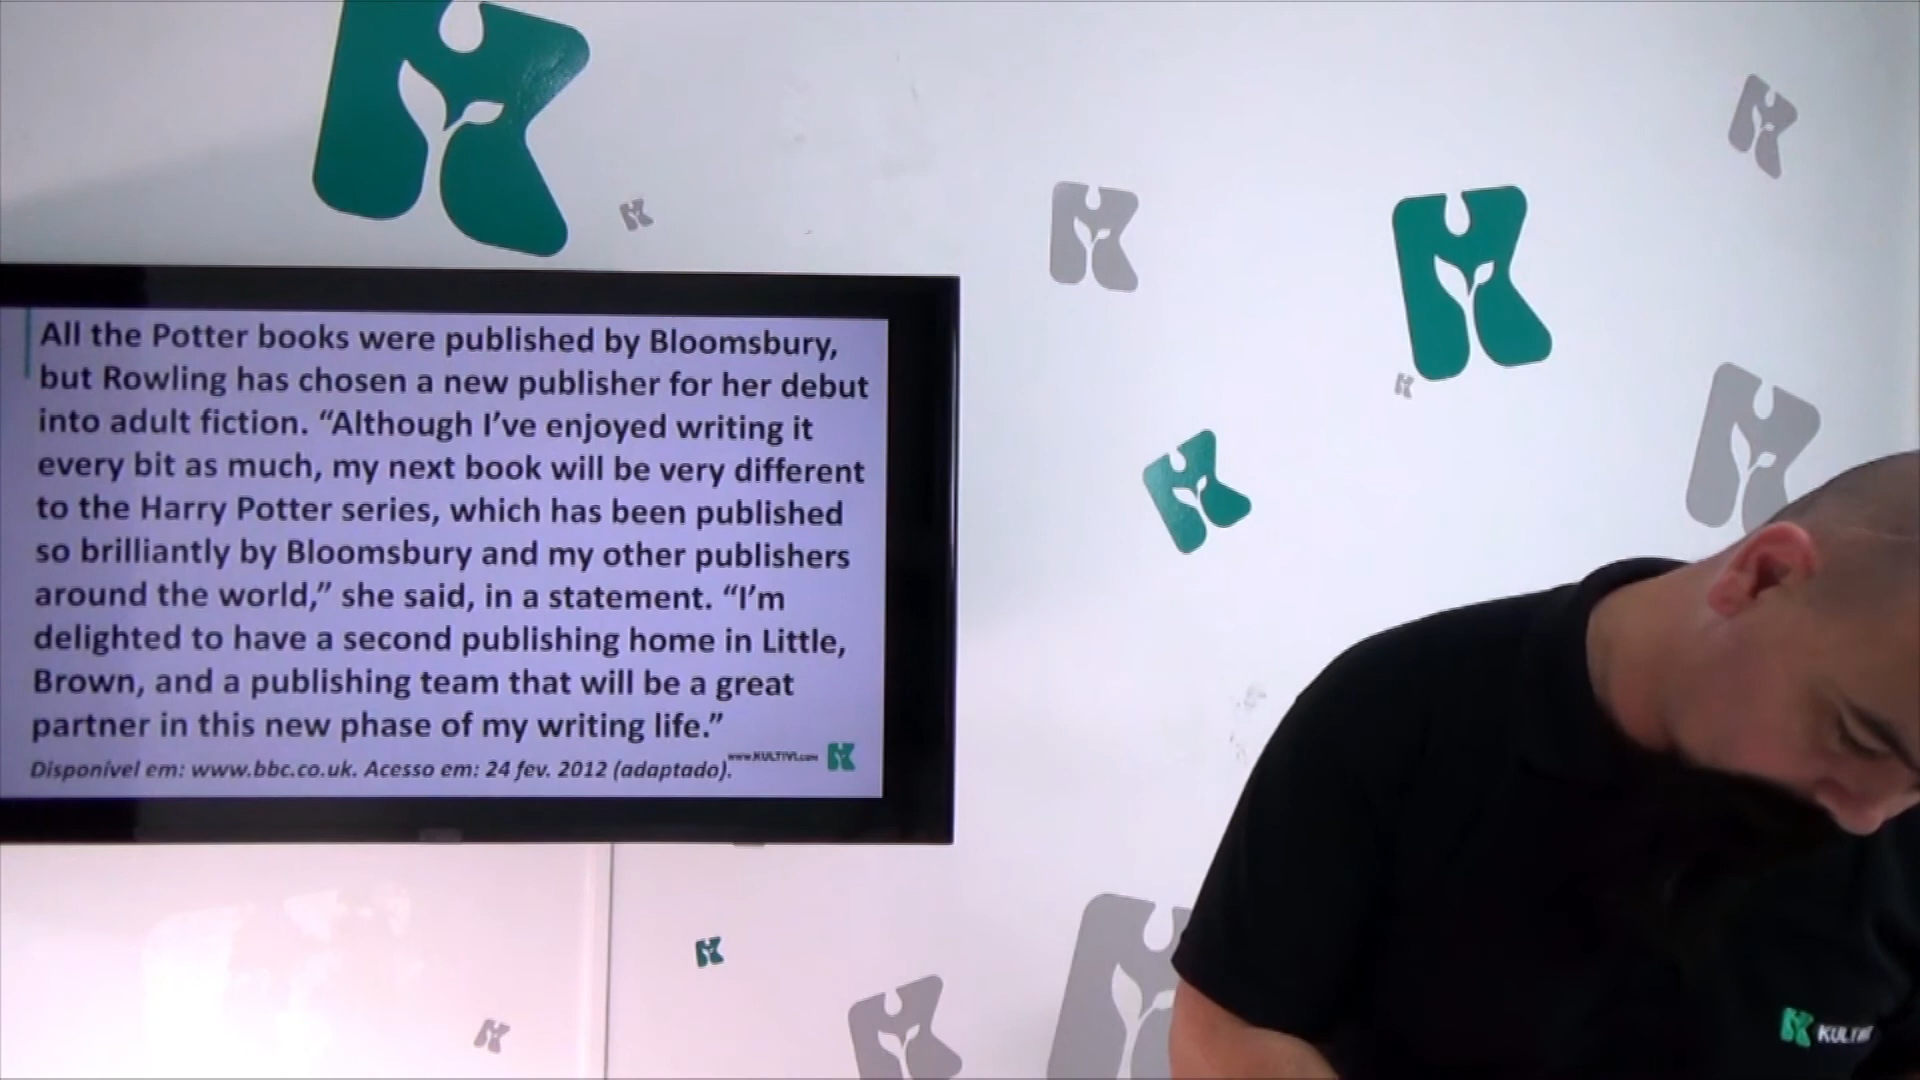 All the Potter books were published by Bloomsbury,
but Rowling has chosen a new publisher for her debut
into adult fiction. “Although I’ve enjoyed writing it
every bit as much, my next book will be very different
to the Harry Potter series, which has been published
so brilliantly by Bloomsbury and my other publishers
around the world,” she said, in a statement. “I’m
delighted to have a second publishing home in Little,
Brown, and a publishing team that will be a great
partner in this new phase of my writing life.”
www.KULTIVI.com
Disponível em: www.bbc.co.uk. Acesso em: 24 fev. 2012 (adaptado).